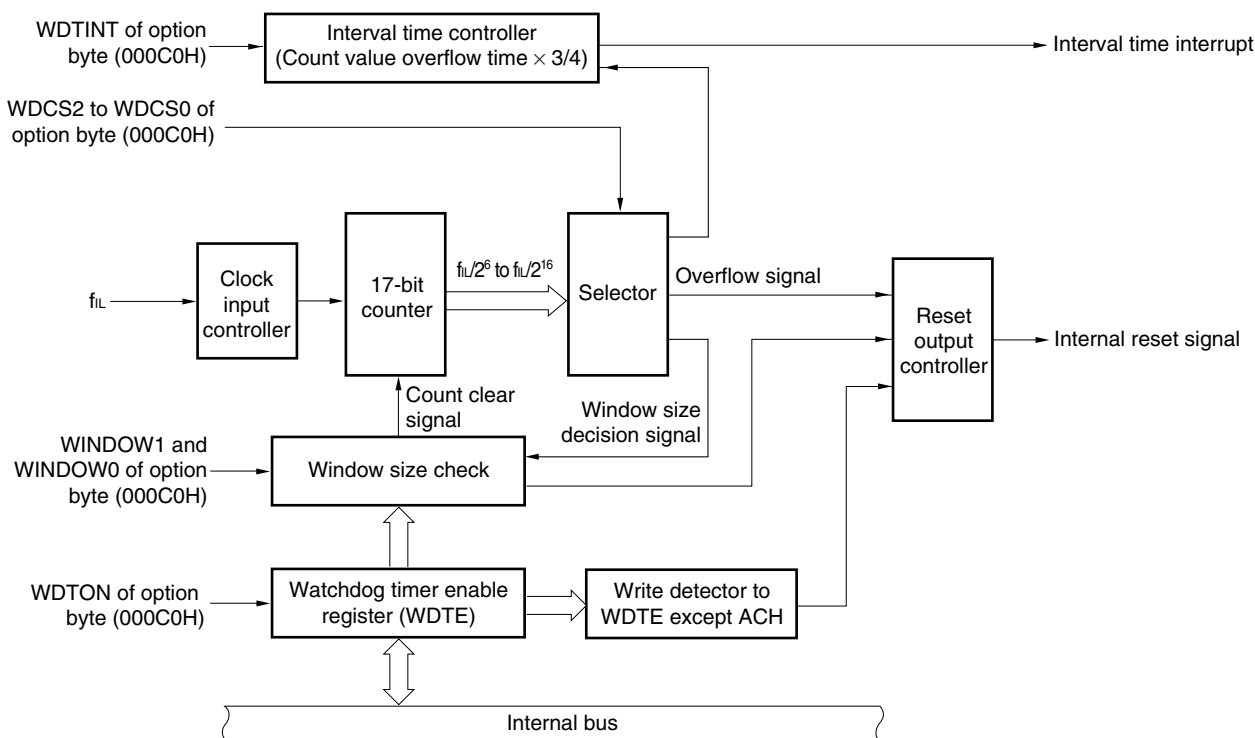 WDTINT of option
byte (000C0H)
Interval time controller
(Count value overflow time × 3/4)
Interval time interrupt
WDCS2 to WDCS0 of
option byte (000C0H)
fIL
Clock
input
controller
17-bit
counter
fIL/2⁶ to fIL/2¹⁶
Selector
Overflow signal
Reset
output
controller
Internal reset signal
Count clear
signal
Window size
decision signal
WINDOW1 and
WINDOW0 of option
byte (000C0H)
Window size check
WDTON of option
byte (000C0H)
Watchdog timer enable
register (WDTE)
Write detector to
WDTE except ACH
Internal bus